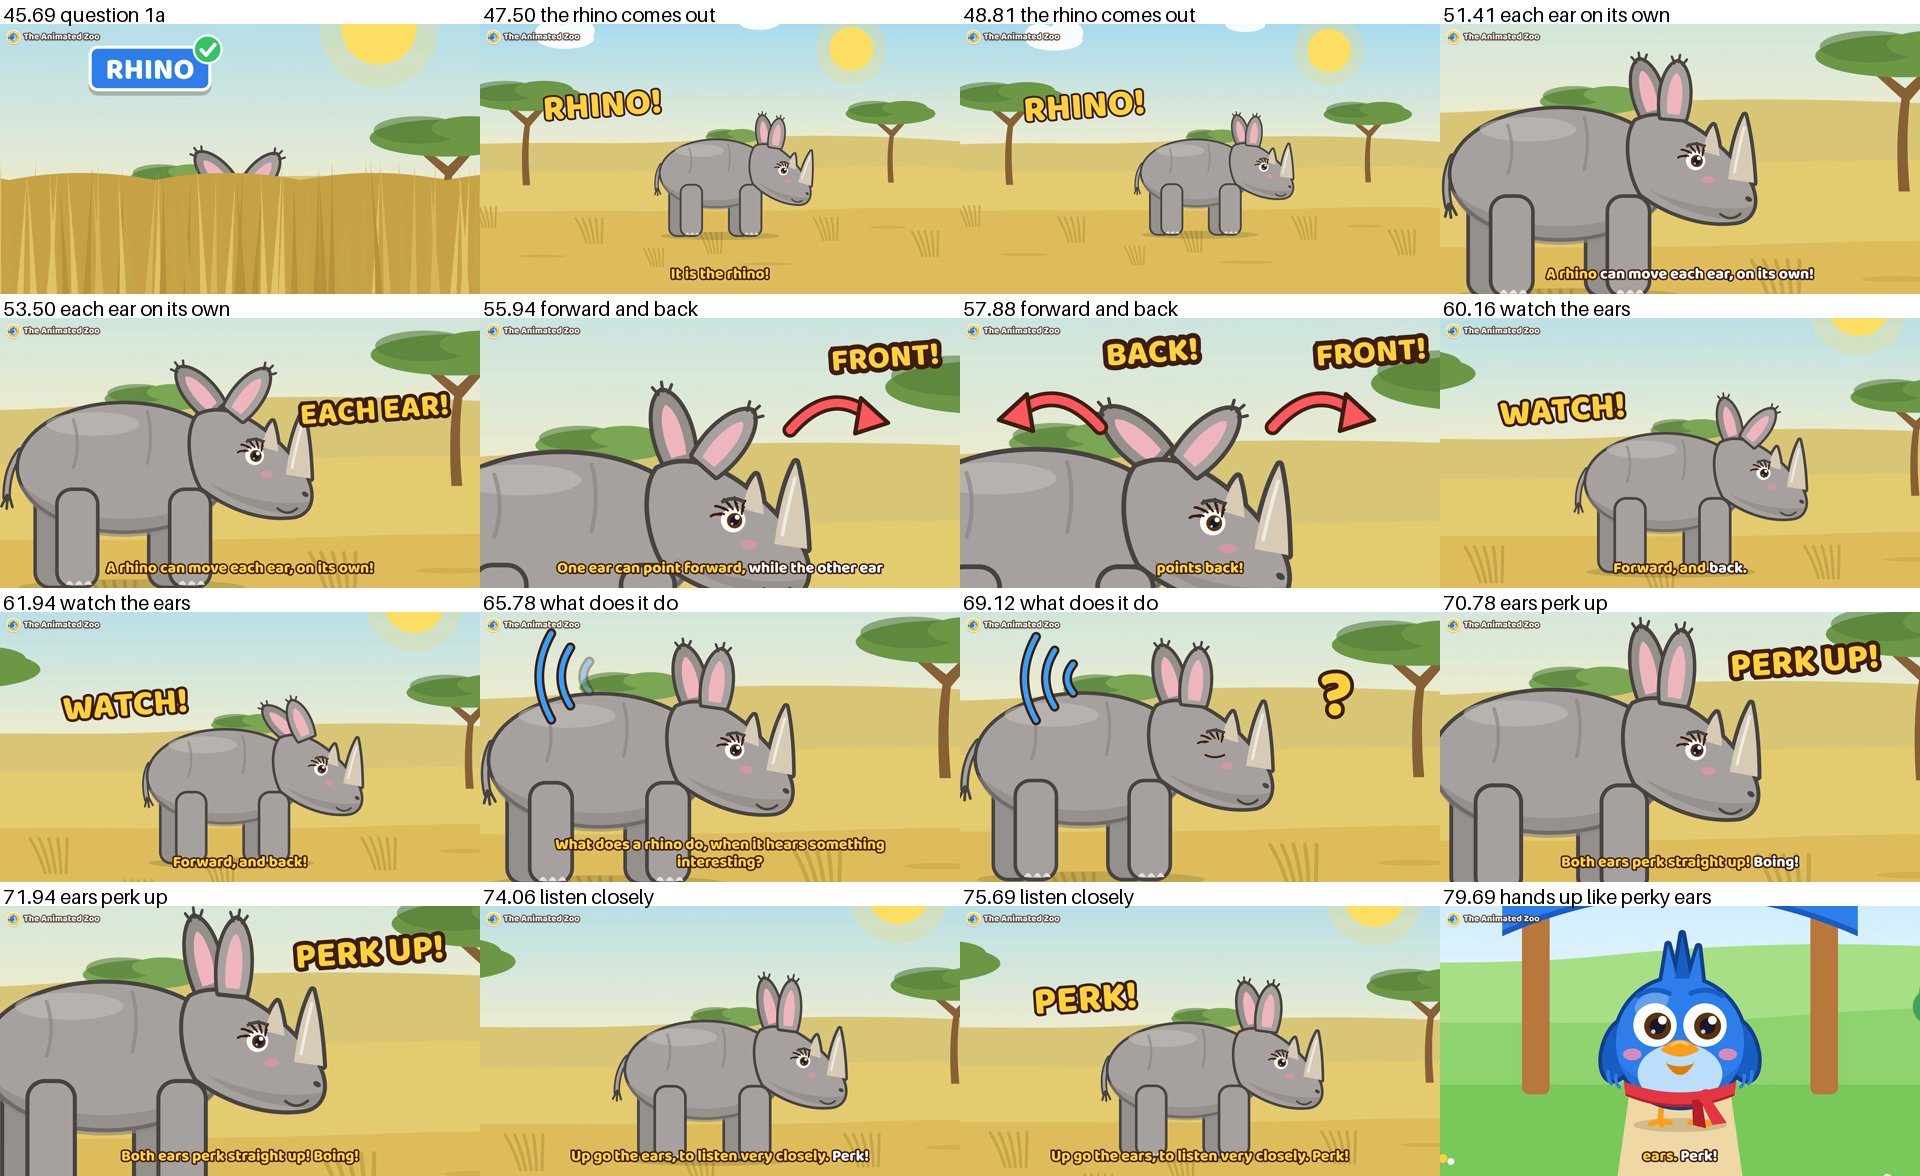 45.69 question 1a
The Animated Zoo
RHINO
47.50 the rhino comes out
The Animated Zoo
RHINO!
It is the rhino!
48.81 the rhino comes out
The Animated Zoo
RHINO!
51.41 each ear on its own
The Animated Zoo
A rhino can move each ear, on its own!
53.50 each ear on its own
The Animated Zoo
EACH EAR!
A rhino can move each ear, on its own!
55.94 forward and back
The Animated Zoo
FRONT!
One ear can point forward, while the other ear
57.88 forward and back
The Animated Zoo
BACK!
FRONT!
points back!
60.16 watch the ears
The Animated Zoo
WATCH!
Forward, and back.
61.94 watch the ears
The Animated Zoo
WATCH!
Forward, and back!
65.78 what does it do
The Animated Zoo
What does a rhino do, when it hears something
interesting?
69.12 what does it do
The Animated Zoo
?
70.78 ears perk up
The Animated Zoo
PERK UP!
Both ears perk straight up! Boing!
71.94 ears perk up
The Animated Zoo
PERK UP!
Both ears perk straight up! Boing!
74.06 listen closely
The Animated Zoo
Up go the ears, to listen very closely. Perk!
75.69 listen closely
The Animated Zoo
PERK!
Up go the ears, to listen very closely. Perk!
79.69 hands up like perky ears
The Animated Zoo
ears. Perk!